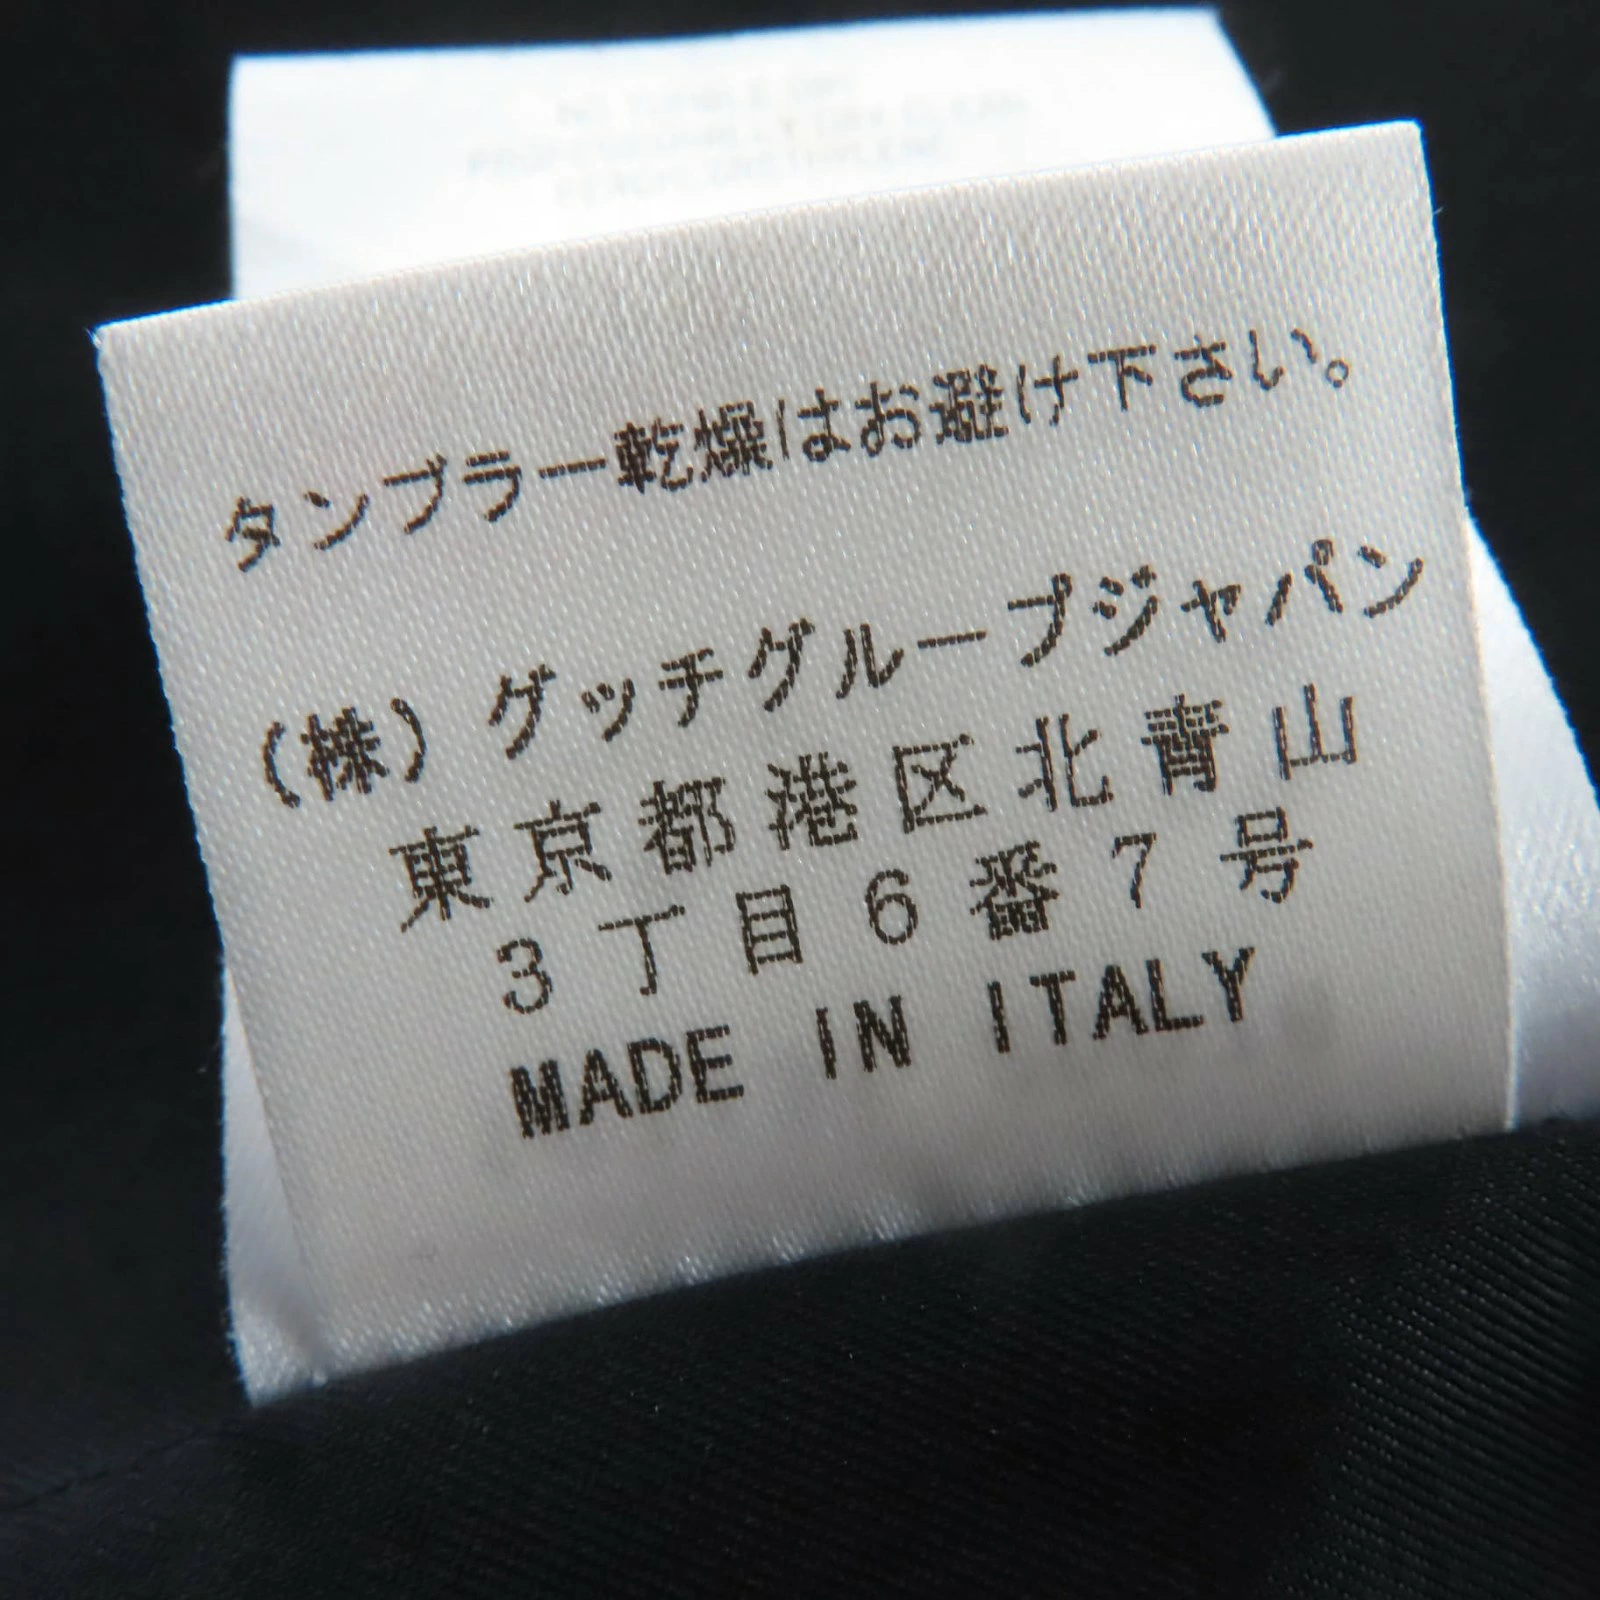 タンブラー乾燥はお避け下さい。
(株) グッチグループジャパン
東京都港区北青山
3丁目6番7号
MADE IN ITALY